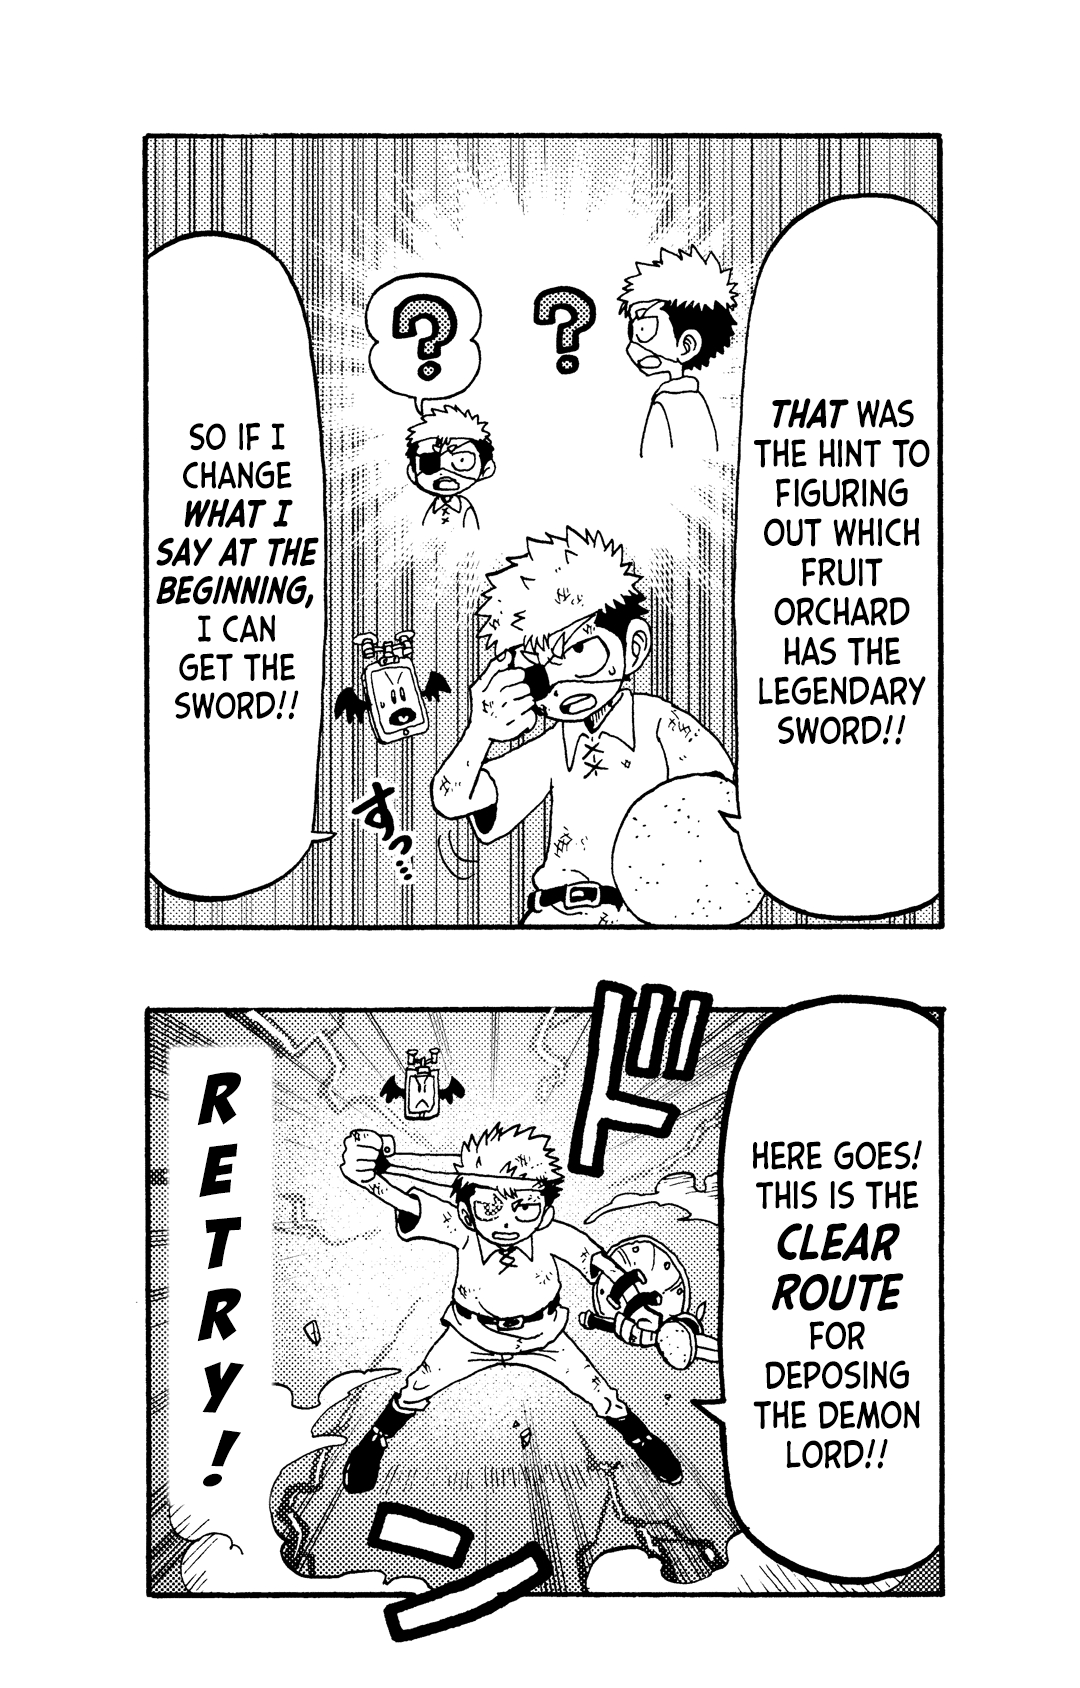 THAT WAS
THE HINT TO
FIGURING
OUT WHICH
FRUIT
ORCHARD
HAS THE
LEGENDARY
SWORD!!
?
?
SO IF I
CHANGE
WHAT I
SAY AT THE
BEGINNING,
I CAN
GET THE
SWORD!!
すっ…
HERE GOES!
THIS IS THE
CLEAR
ROUTE
FOR
DEPOSING
THE DEMON
LORD!!
ドーン
RETRY!